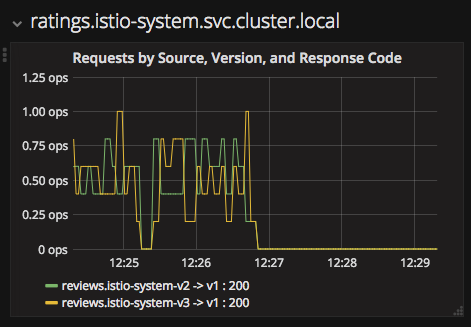 ratings.istio-system.svc.cluster.local
Requests by Source, Version, and Response Code
1.25 ops
1.00 ops
0.75 ops
0.50 ops
0.25 ops
0 ops
12:25 12:26 12:27 12:28 12:29
reviews.istio-system-v2 -> v1 : 200
reviews.istio-system-v3 -> v1 : 200